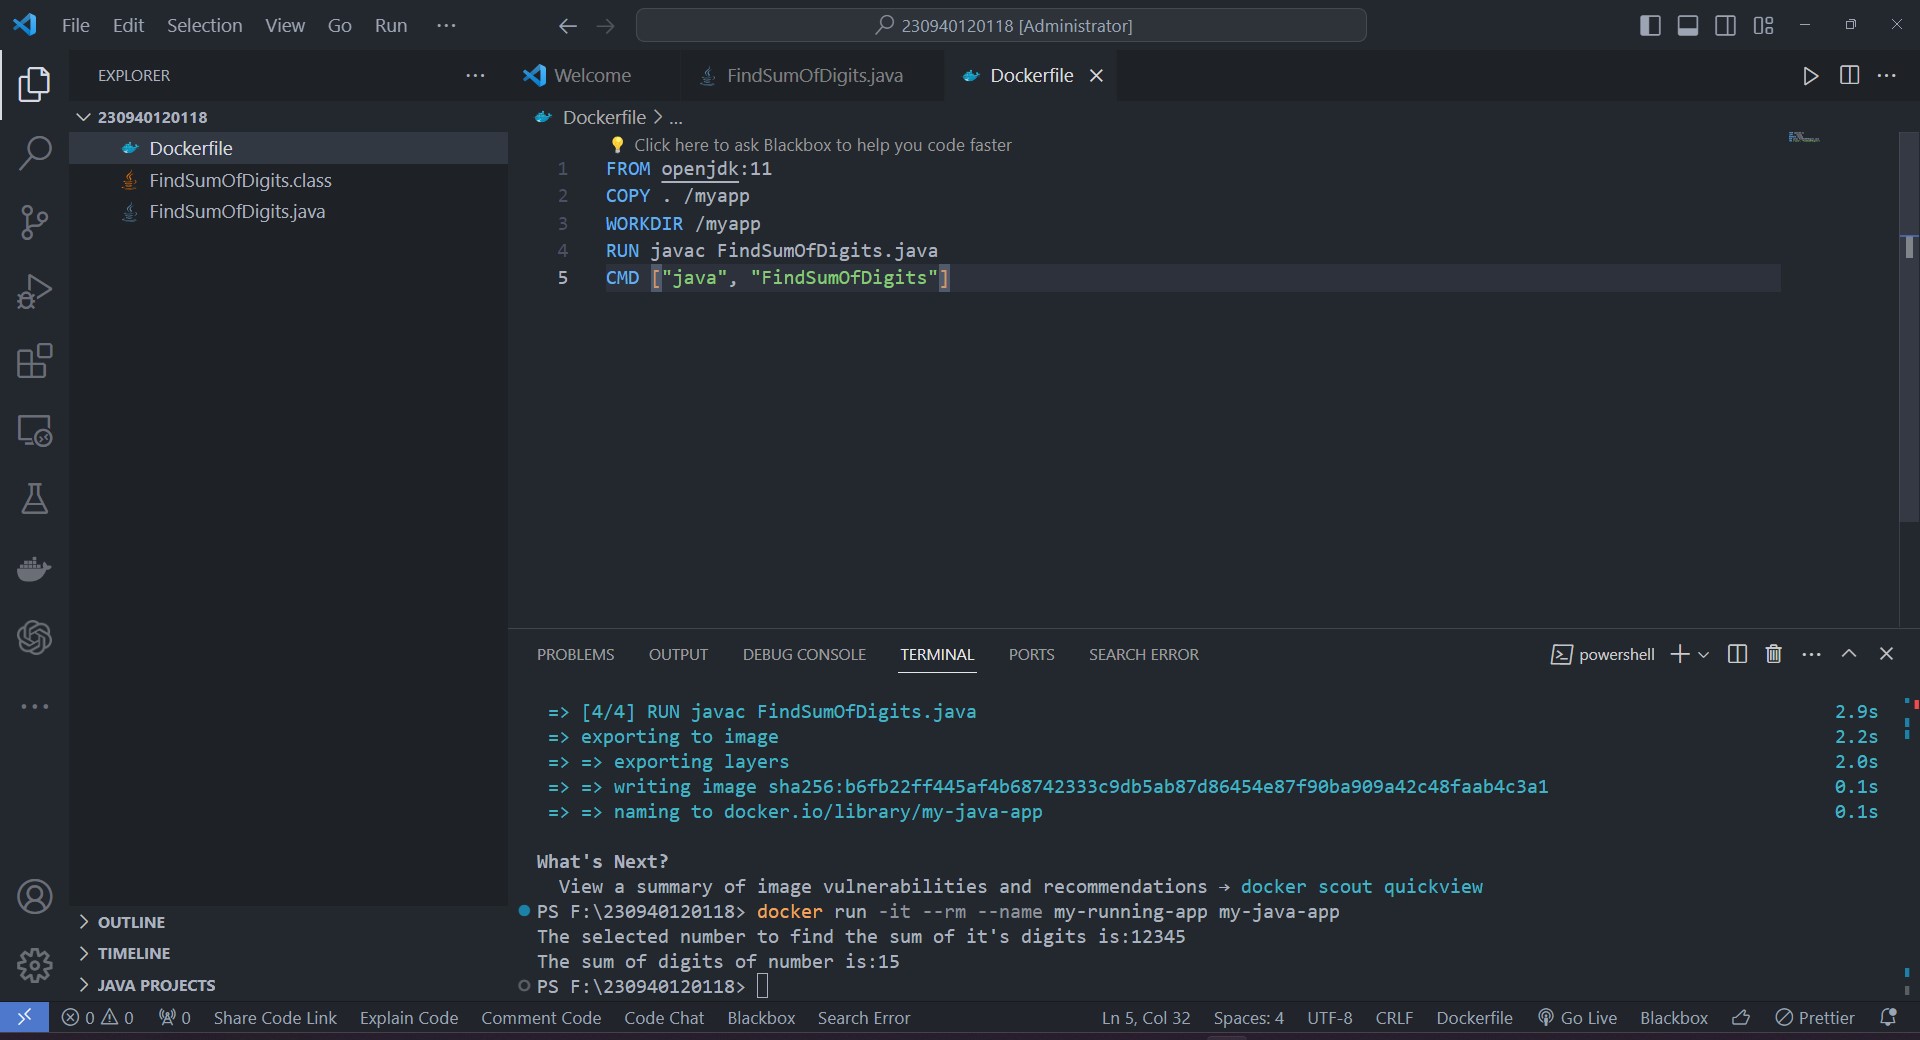 File Edit Selection View Go Run ··· 230940120118 [Administrator]
EXPLORER
230940120118
Dockerfile
FindSumOfDigits.class
FindSumOfDigits.java
OUTLINE
TIMELINE
JAVA PROJECTS
Welcome FindSumOfDigits.java Dockerfile
Dockerfile > ...
Click here to ask Blackbox to help you code faster
1 FROM openjdk:11
2 COPY . /myapp
3 WORKDIR /myapp
4 RUN javac FindSumOfDigits.java
5 CMD ["java", "FindSumOfDigits"]
PROBLEMS OUTPUT DEBUG CONSOLE TERMINAL PORTS SEARCH ERROR powershell
=> [4/4] RUN javac FindSumOfDigits.java 2.9s
=> exporting to image 2.2s
=> => exporting layers 2.0s
=> => writing image sha256:b6fb22ff445af4b68742333c9db5ab87d86454e87f90ba909a42c48faab4c3a1 0.1s
=> => naming to docker.io/library/my-java-app 0.1s
What's Next?
View a summary of image vulnerabilities and recommendations → docker scout quickview
PS F:\230940120118> docker run -it --rm --name my-running-app my-java-app
The selected number to find the sum of it's digits is:12345
The sum of digits of number is:15
PS F:\230940120118>
0 0 0 Share Code Link Explain Code Comment Code Code Chat Blackbox Search Error Ln 5, Col 32 Spaces: 4 UTF-8 CRLF Dockerfile Go Live Blackbox Prettier